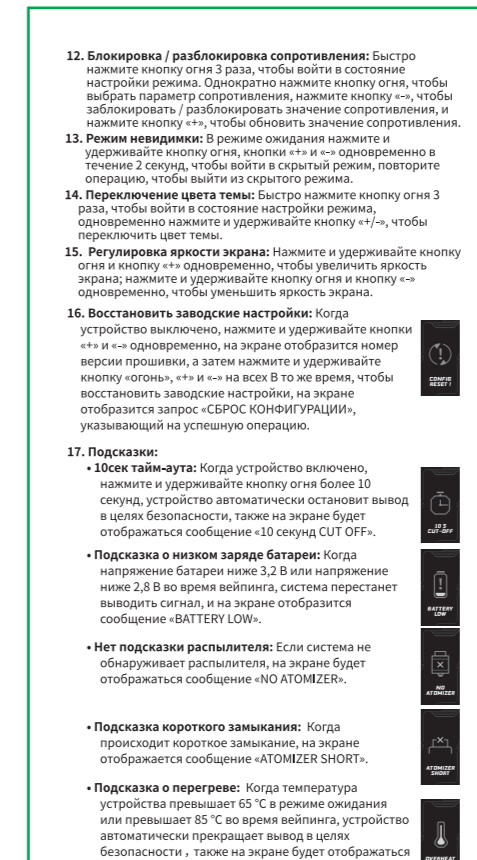 12. Блокировка / разблокировка сопротивления: Быстро
нажмите кнопку огня 3 раза, чтобы войти в состояние
настройки режима. Однократно нажмите кнопку огня, чтобы
выбрать параметр сопротивления, нажмите кнопку «-», чтобы
заблокировать / разблокировать значение сопротивления, и
нажмите кнопку «+», чтобы обновить значение сопротивления.
13. Режим невидимки: В режиме ожидания нажмите и
удерживайте кнопку огня, кнопки «+» и «-» одновременно в
течение 2 секунд, чтобы войти в скрытый режим, повторите
операцию, чтобы выйти из скрытого режима.
14. Переключение цвета темы: Быстро нажмите кнопку огня 3
раза, чтобы войти в состояние настройки режима,
одновременно нажмите и удерживайте кнопку «+/-», чтобы
переключить цвет темы.
15. Регулировка яркости экрана: Нажмите и удерживайте кнопку
огня и кнопку «+» одновременно, чтобы увеличить яркость
экрана; нажмите и удерживайте кнопку огня и кнопку «-»
одновременно, чтобы уменьшить яркость экрана.
16. Восстановить заводские настройки: Когда
устройство выключено, нажмите и удерживайте кнопки
«+» и «-» одновременно, на экране отобразится номер
версии прошивки, а затем нажмите и удерживайте
кнопку «огонь», «+» и «-» на всех В то же время, чтобы
восстановить заводские настройки, на экране
отобразится запрос «СБРОС КОНФИГУРАЦИИ»,
указывающий на успешную операцию.
CONFIG
RESET !
17. Подсказки:
• 10сек тайм-аута: Когда устройство включено,
нажмите и удерживайте кнопку огня более 10
секунд, устройство автоматически остановит вывод
в целях безопасности, также на экране будет
отображаться сообщение «10 секунд CUT OFF».
10 S
CUT-OFF
• Подсказка о низком заряде батареи: Когда
напряжение батареи ниже 3,2 В или напряжение
ниже 2,8 В во время вейпинга, система перестанет
выводить сигнал, и на экране отобразится
сообщение «BATTERY LOW».
BATTERY
LOW
• Нет подсказки распылителя: Если система не
обнаруживает распылителя, на экране будет
отображаться сообщение «NO ATOMIZER».
NO
ATOMIZER
• Подсказка короткого замыкания: Когда
происходит короткое замыкание, на экране
отображается сообщение «ATOMIZER SHORT».
ATOMIZER
SHORT
• Подсказка о перегреве: Когда температура
устройства превышает 65 °C в режиме ожидания
или превышает 85 °C во время вейпинга, устройство
автоматически прекращает вывод в целях
безопасности，также на экране будет отображаться
OVERHEAT